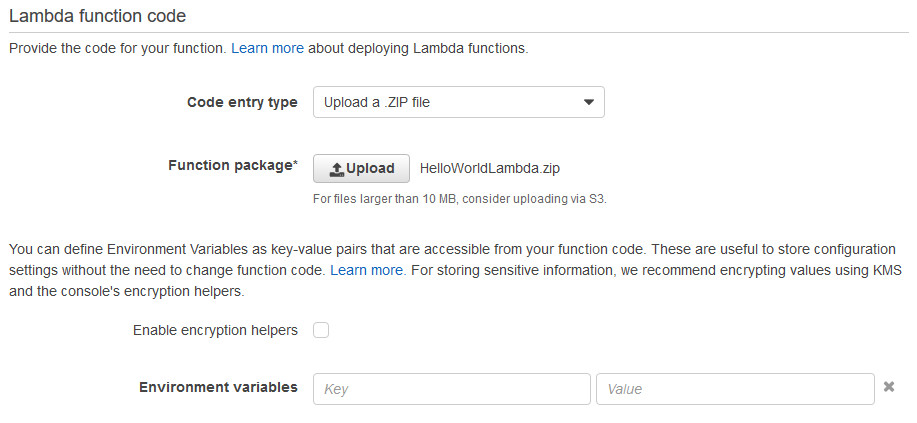 Lambda function code
Provide the code for your function. Learn more about deploying Lambda functions.
Code entry type Upload a .ZIP file
Function package* Upload HelloWorldLambda.zip
For files larger than 10 MB, consider uploading via S3.
You can define Environment Variables as key-value pairs that are accessible from your function code. These are useful to store configuration
settings without the need to change function code. Learn more. For storing sensitive information, we recommend encrypting values using KMS
and the console's encryption helpers.
Enable encryption helpers
Environment variables Key Value